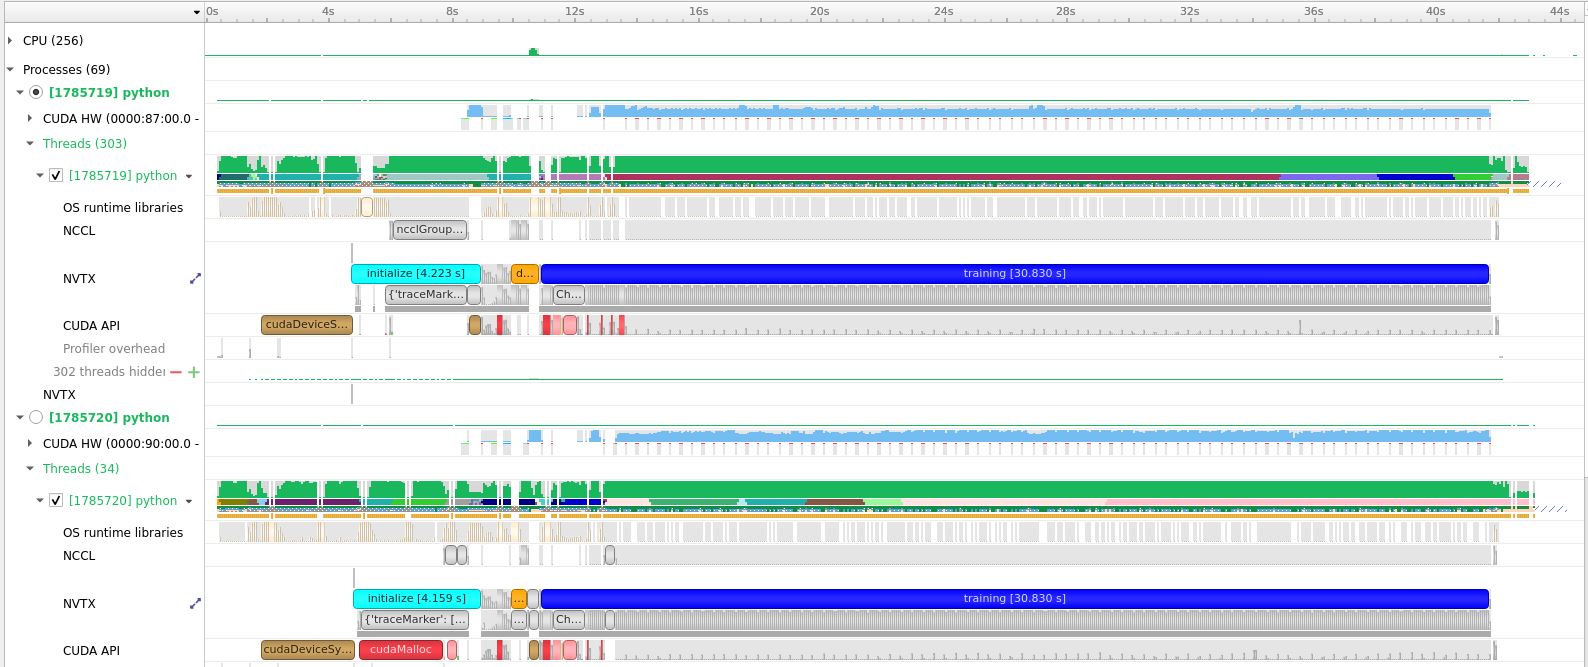 0s 4s 8s 12s 16s 20s 24s 28s 32s 36s 40s 44s
CPU (256)
Processes (69)
[1785719] python
CUDA HW (0000:87:00.0 -
Threads (303)
[1785719] python
OS runtime libraries
NCCL ncclGroup...
NVTX initialize [4.223 s] d... training [30.830 s]
{'traceMark... Ch...
CUDA API cudaDeviceS...
Profiler overhead
302 threads hidden
NVTX
[1785720] python
CUDA HW (0000:90:00.0 -
Threads (34)
[1785720] python
OS runtime libraries
NCCL
NVTX initialize [4.159 s] ... training [30.830 s]
{'traceMarker': [... ... Ch...
CUDA API cudaDeviceSy... cudaMalloc